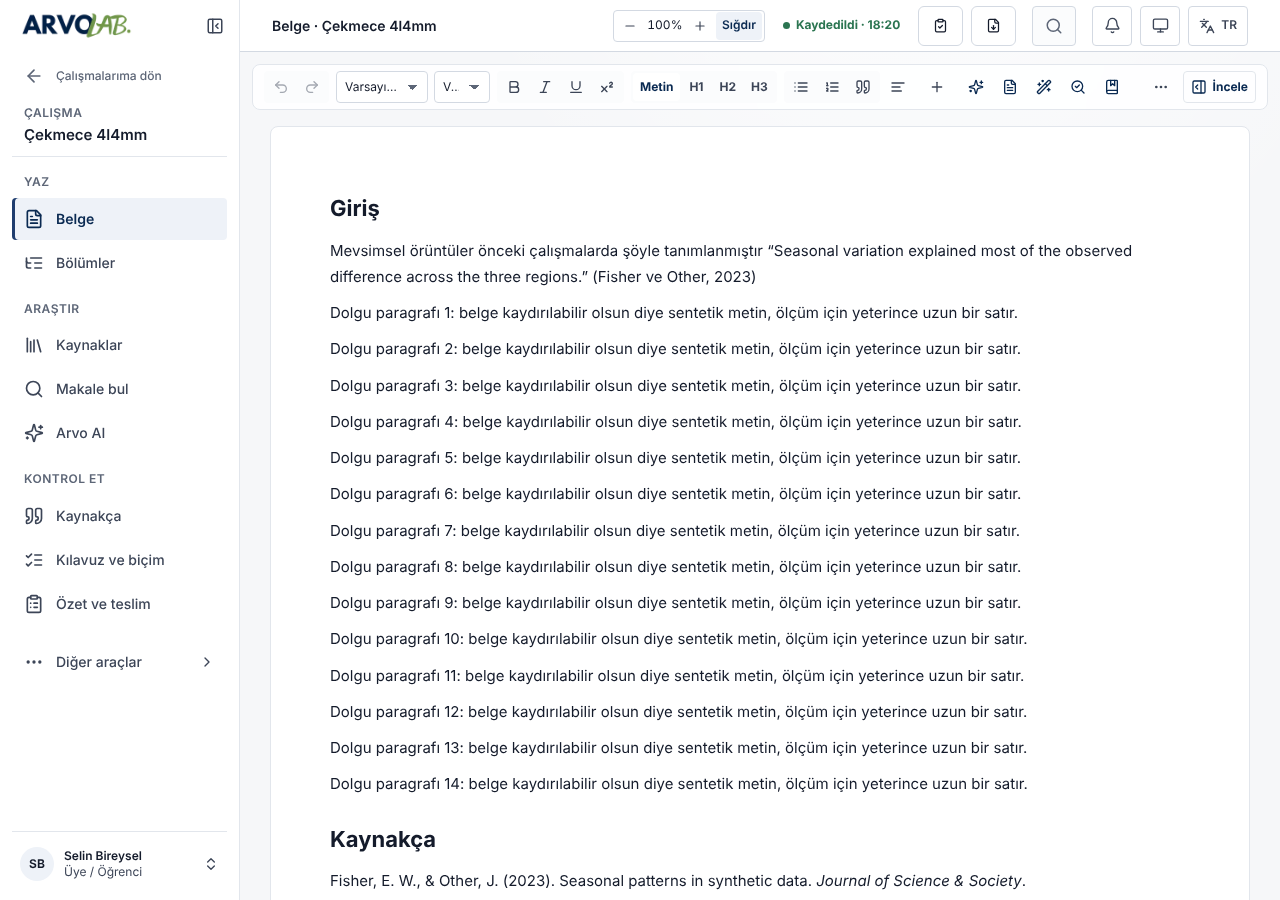 ARVOLAB.
Çalışmalarıma dön
ÇALIŞMA
Çekmece 4l4mm
YAZ
Belge
Bölümler
ARAŞTIR
Kaynaklar
Makale bul
Arvo AI
KONTROL ET
Kaynakça
Kılavuz ve biçim
Özet ve teslim
Diğer araçlar
SB
Selin Bireysel
Üye / Öğrenci
Belge · Çekmece 4l4mm
− 100% + Sığdır
Kaydedildi · 18:20
TR
Varsayı... V... B I U x² Metin H1 H2 H3 İncele
Giriş
Mevsimsel örüntüler önceki çalışmalarda şöyle tanımlanmıştır “Seasonal variation explained most of the observed
difference across the three regions.” (Fisher ve Other, 2023)
Dolgu paragrafı 1: belge kaydırılabilir olsun diye sentetik metin, ölçüm için yeterince uzun bir satır.
Dolgu paragrafı 2: belge kaydırılabilir olsun diye sentetik metin, ölçüm için yeterince uzun bir satır.
Dolgu paragrafı 3: belge kaydırılabilir olsun diye sentetik metin, ölçüm için yeterince uzun bir satır.
Dolgu paragrafı 4: belge kaydırılabilir olsun diye sentetik metin, ölçüm için yeterince uzun bir satır.
Dolgu paragrafı 5: belge kaydırılabilir olsun diye sentetik metin, ölçüm için yeterince uzun bir satır.
Dolgu paragrafı 6: belge kaydırılabilir olsun diye sentetik metin, ölçüm için yeterince uzun bir satır.
Dolgu paragrafı 7: belge kaydırılabilir olsun diye sentetik metin, ölçüm için yeterince uzun bir satır.
Dolgu paragrafı 8: belge kaydırılabilir olsun diye sentetik metin, ölçüm için yeterince uzun bir satır.
Dolgu paragrafı 9: belge kaydırılabilir olsun diye sentetik metin, ölçüm için yeterince uzun bir satır.
Dolgu paragrafı 10: belge kaydırılabilir olsun diye sentetik metin, ölçüm için yeterince uzun bir satır.
Dolgu paragrafı 11: belge kaydırılabilir olsun diye sentetik metin, ölçüm için yeterince uzun bir satır.
Dolgu paragrafı 12: belge kaydırılabilir olsun diye sentetik metin, ölçüm için yeterince uzun bir satır.
Dolgu paragrafı 13: belge kaydırılabilir olsun diye sentetik metin, ölçüm için yeterince uzun bir satır.
Dolgu paragrafı 14: belge kaydırılabilir olsun diye sentetik metin, ölçüm için yeterince uzun bir satır.
Kaynakça
Fisher, E. W., & Other, J. (2023). Seasonal patterns in synthetic data. Journal of Science & Society.